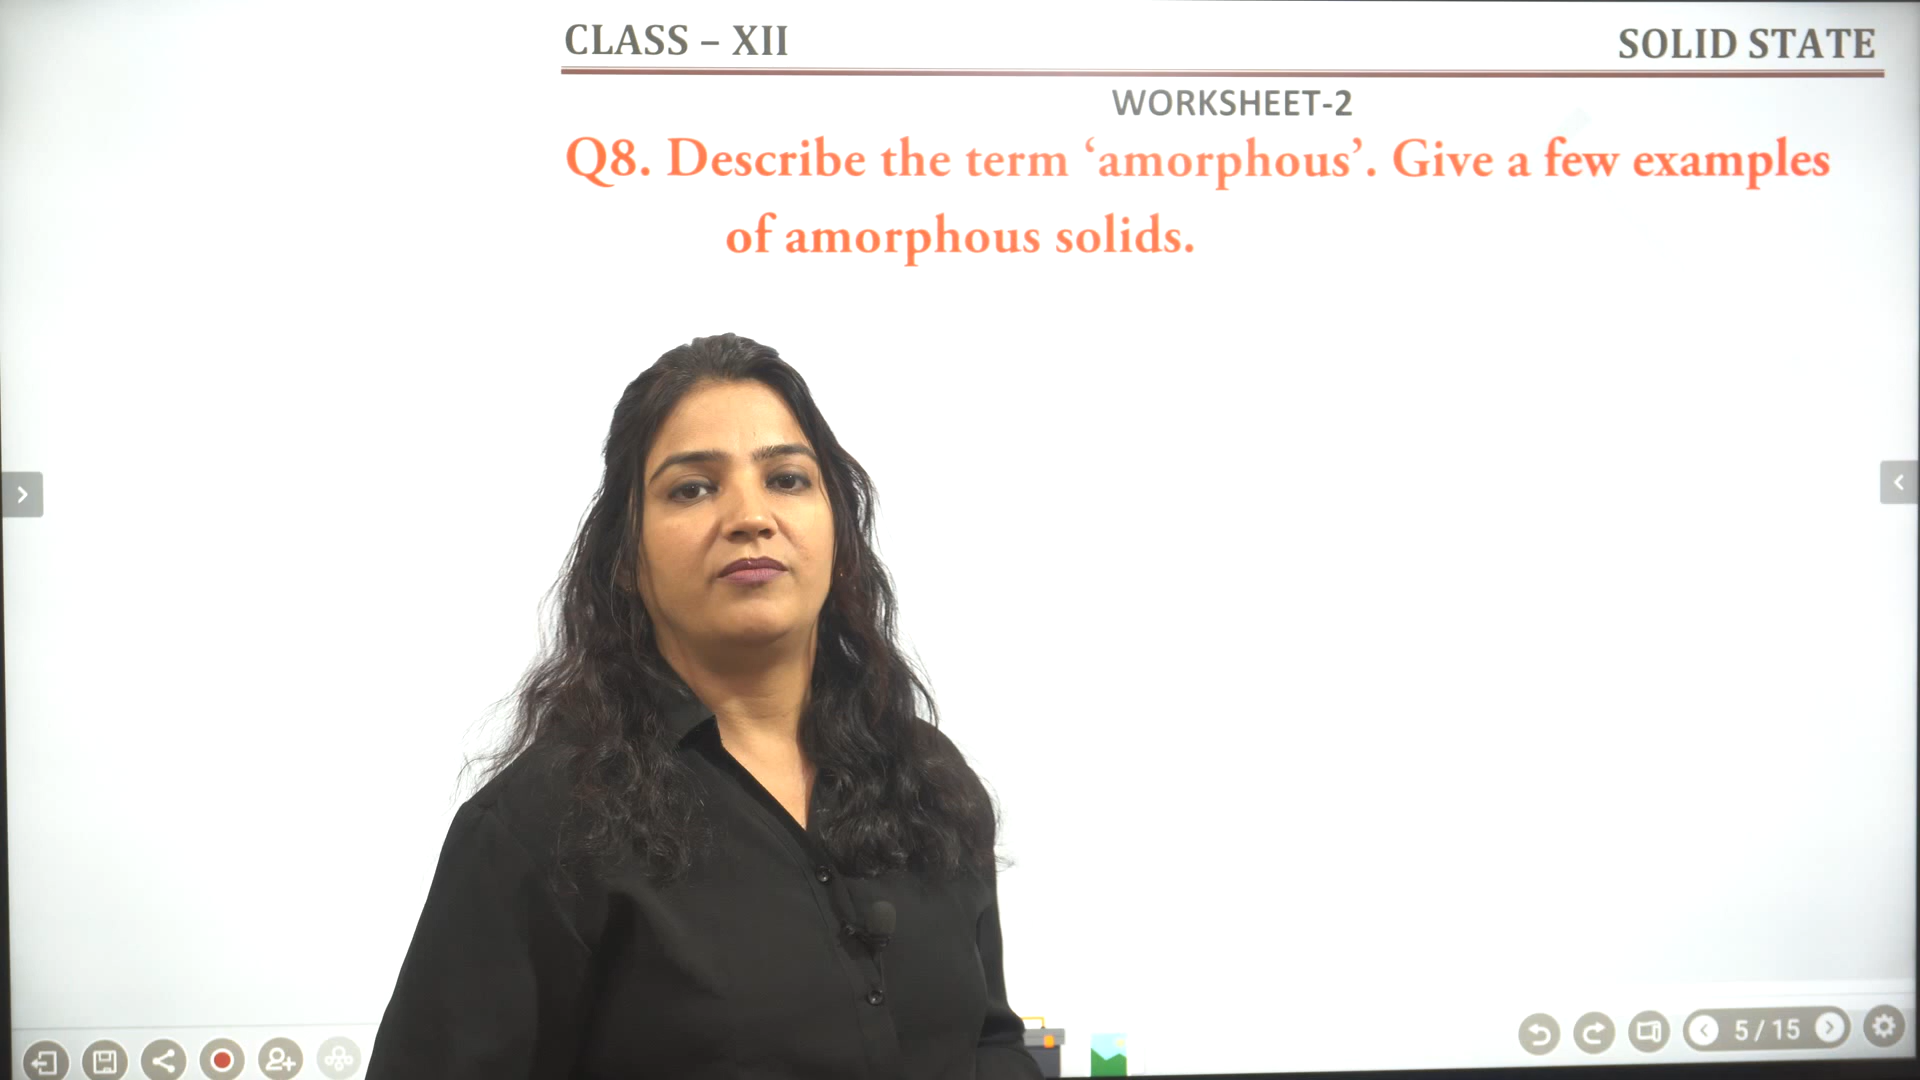 CLASS – XII
SOLID STATE
WORKSHEET-2
Q8. Describe the term ‘amorphous’. Give a few examples
of amorphous solids.
5 / 15